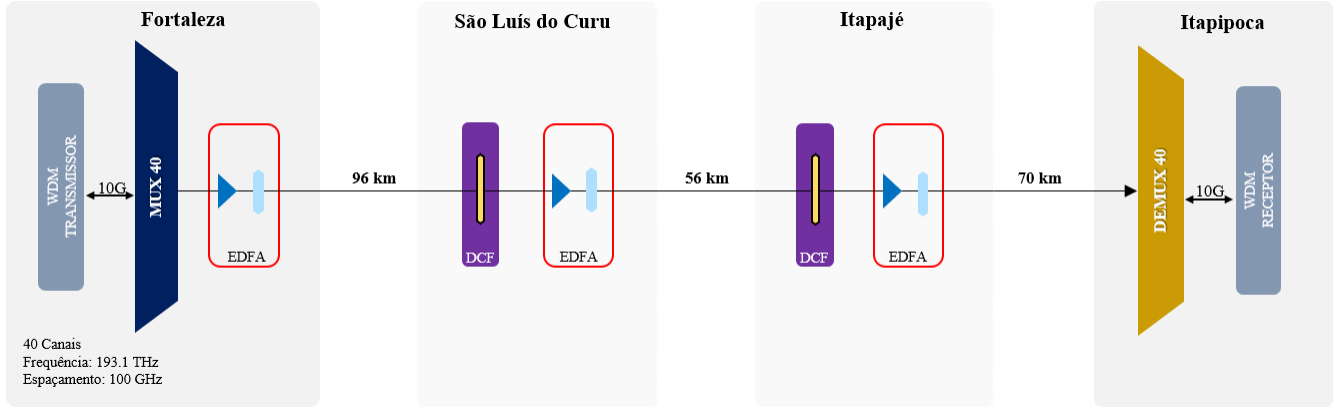 Fortaleza
São Luís do Curu
Itapajé
Itapipoca
WDM
TRANSMISSOR
10G
MUX 40
EDFA
96 km
DCF
EDFA
56 km
DCF
EDFA
70 km
DEMUX 40
10G
WDM
RECEPTOR
40 Canais
Frequência: 193.1 THz
Espaçamento: 100 GHz